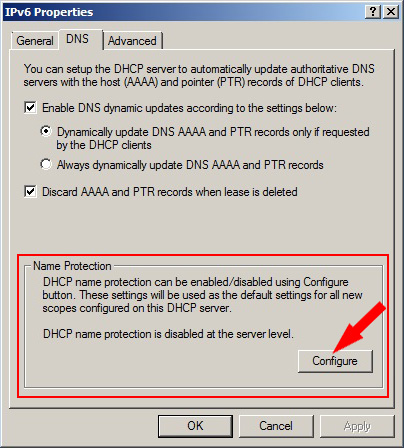 IPv6 Properties
General DNS Advanced
You can setup the DHCP server to automatically update authoritative DNS
servers with the host (AAAA) and pointer (PTR) records of DHCP clients.
Enable DNS dynamic updates according to the settings below:
Dynamically update DNS AAAA and PTR records only if requested
by the DHCP clients
Always dynamically update DNS AAAA and PTR records
Discard AAAA and PTR records when lease is deleted
Name Protection
DHCP name protection can be enabled/disabled using Configure
button. These settings will be used as the default settings for all new
scopes configured on this DHCP server.
DHCP name protection is disabled at the server level.
Configure
OK Cancel Apply